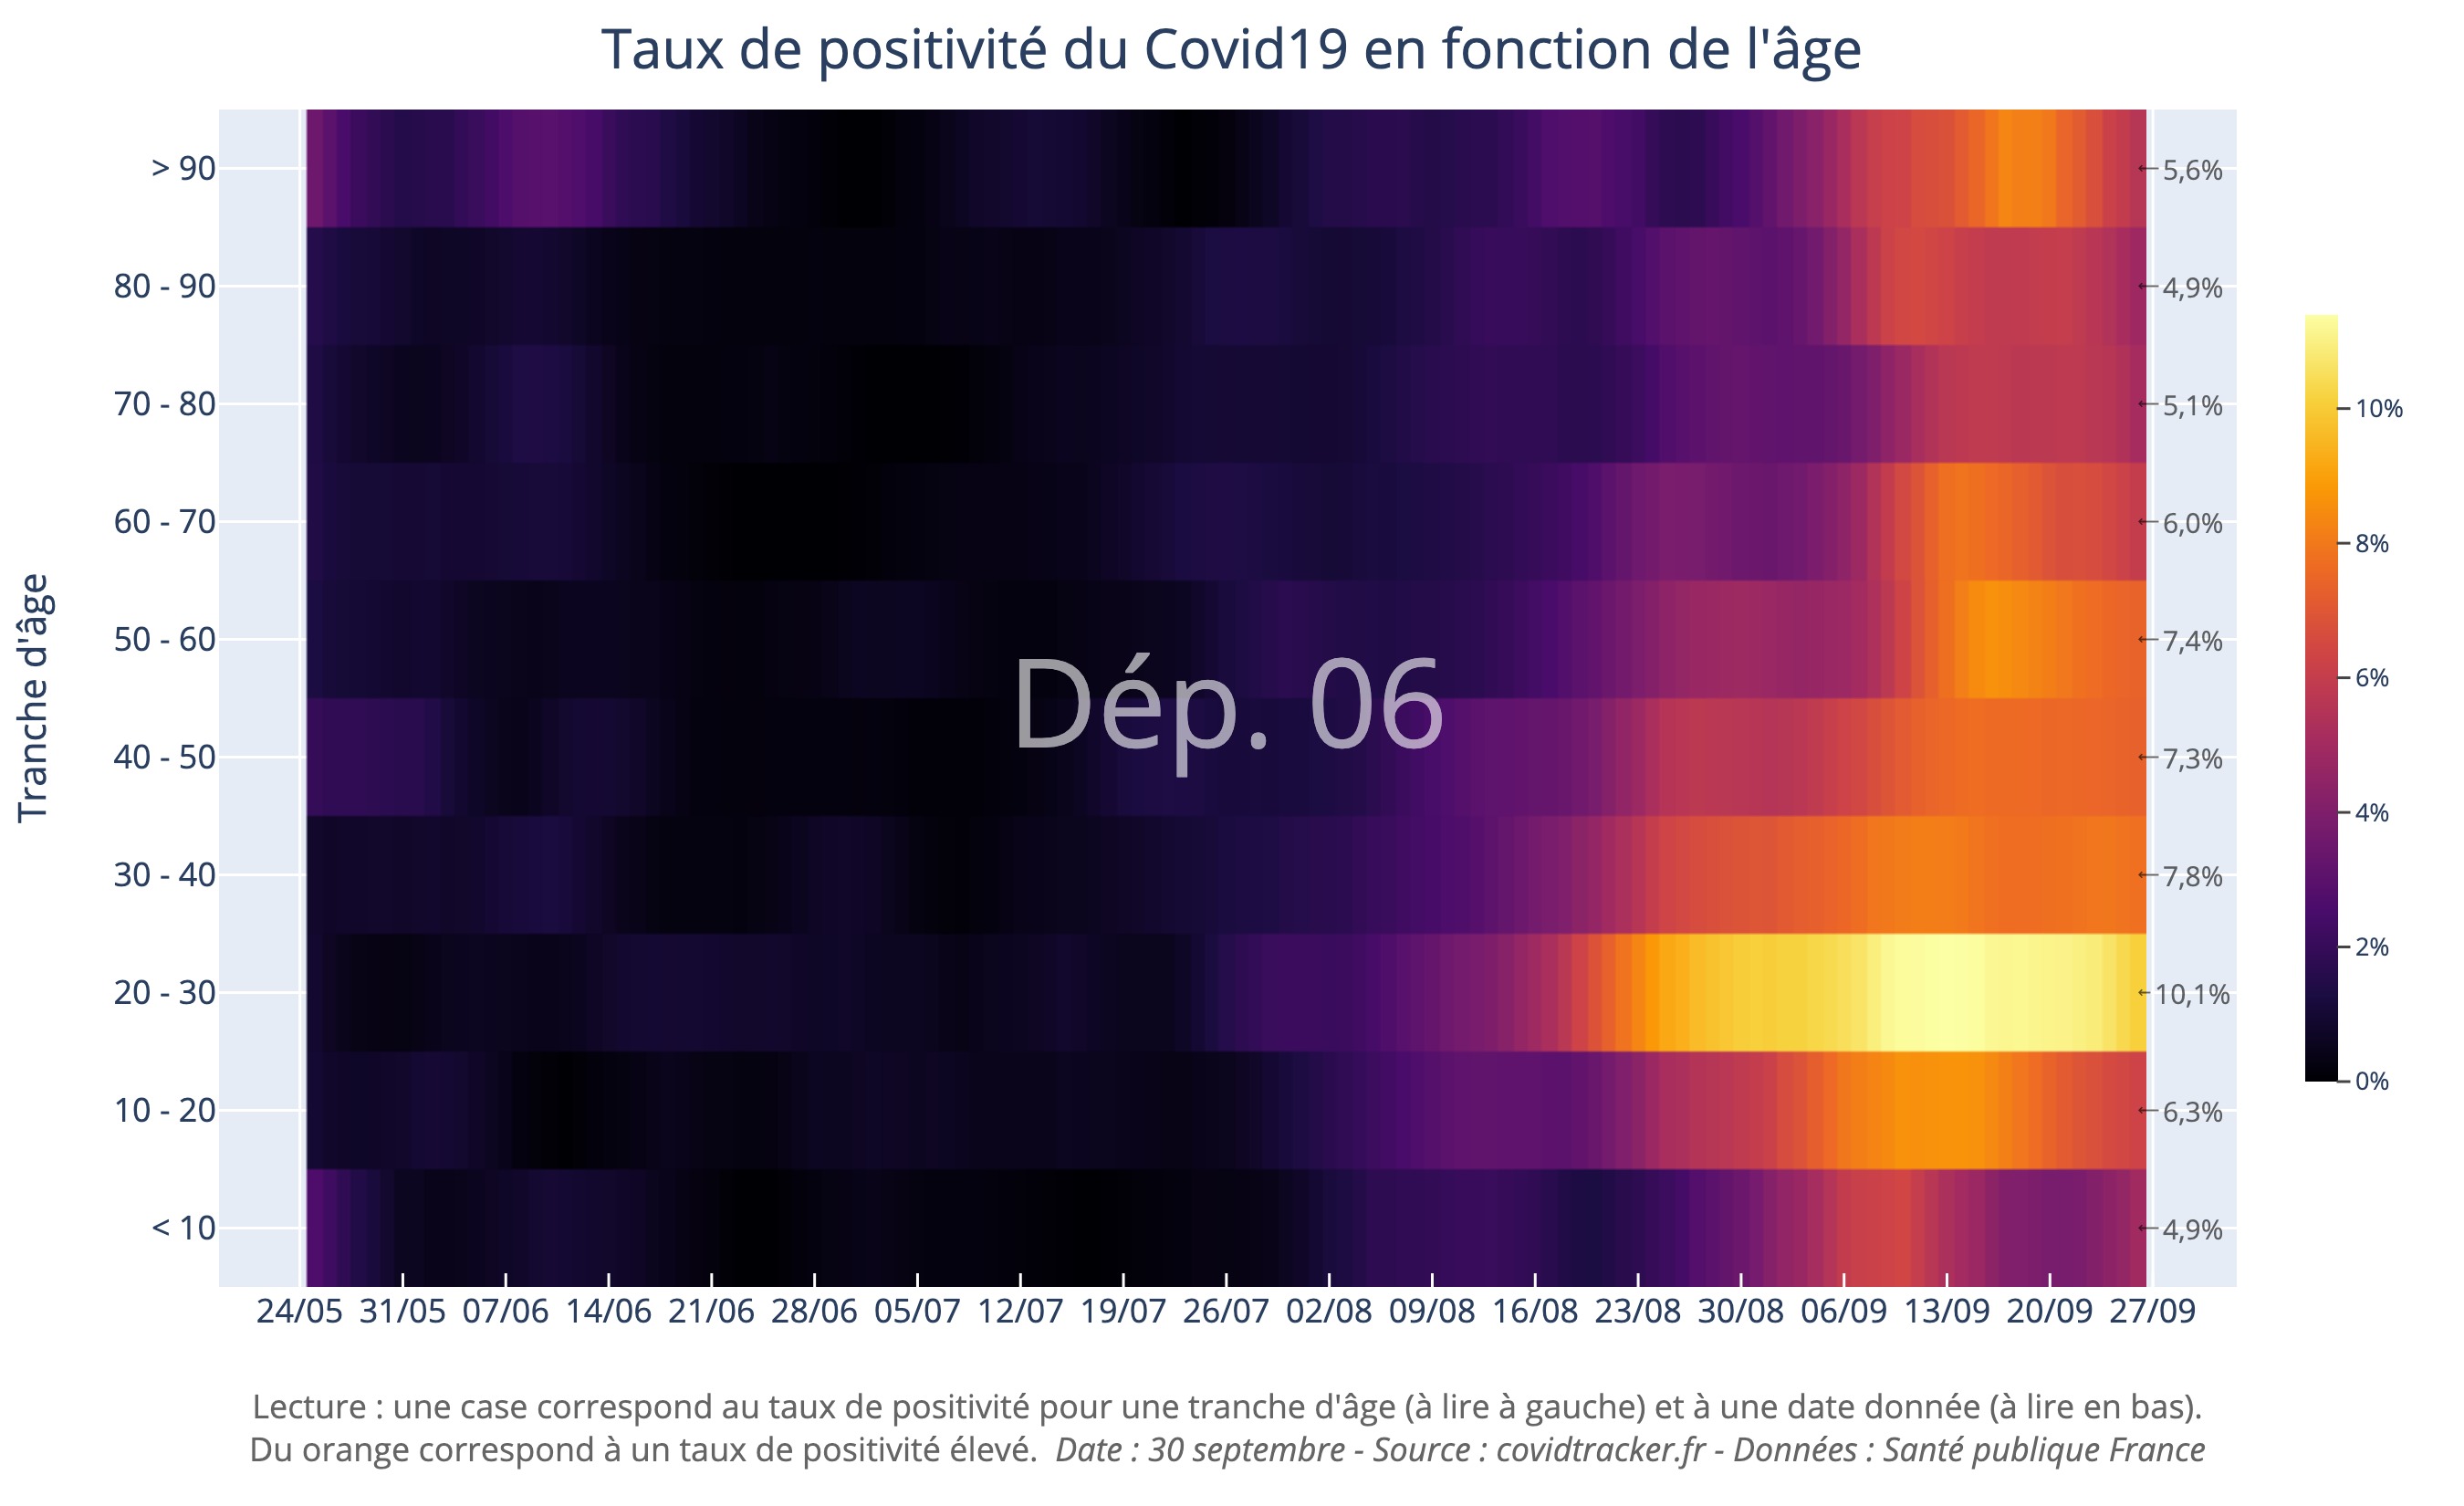 Taux de positivité du Covid19 en fonction de l'âge
Tranche d'âge
> 90
80 - 90
70 - 80
60 - 70
50 - 60
40 - 50
30 - 40
20 - 30
10 - 20
< 10
Dép. 06
5,6%
4,9%
5,1%
6,0%
7,4%
7,3%
7,8%
10,1%
6,3%
4,9%
10%
8%
6%
4%
2%
0%
24/05 31/05 07/06 14/06 21/06 28/06 05/07 12/07 19/07 26/07 02/08 09/08 16/08 23/08 30/08 06/09 13/09 20/09 27/09
Lecture : une case correspond au taux de positivité pour une tranche d'âge (à lire à gauche) et à une date donnée (à lire en bas).
Du orange correspond à un taux de positivité élevé. Date : 30 septembre - Source : covidtracker.fr - Données : Santé publique France